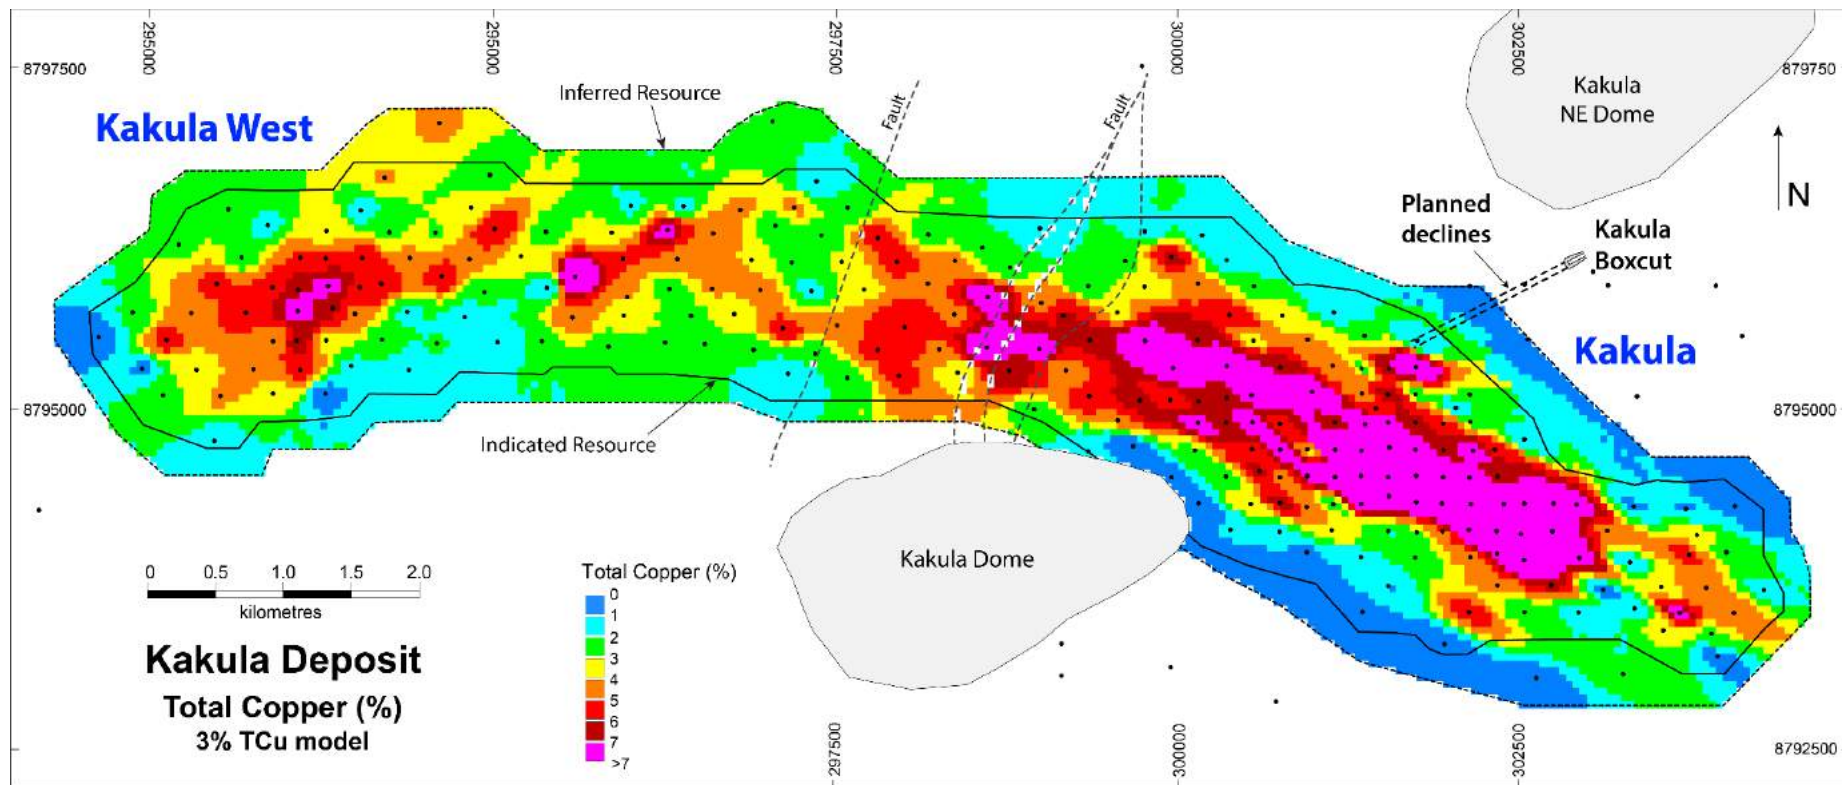 295000
295000
297500
300000
302500
8797500
879750
Kakula West
Inferred Resource
Fault
Fault
Kakula
NE Dome
N
Planned
declines
Kakula
Boxcut
Kakula
8795000
8795000
Indicated Resource
Kakula Dome
0 0.5 1.0 1.5 2.0
kilometres
Kakula Deposit
Total Copper (%)
3% TCu model
Total Copper (%)
0
1
2
3
4
5
6
7
>7
297500
300000
302500
8792500